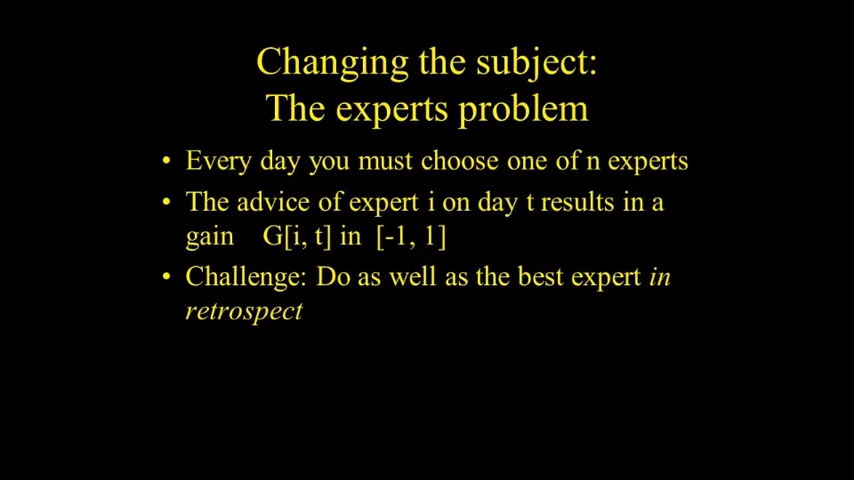 Changing the subject:
The experts problem
• Every day you must choose one of n experts
• The advice of expert i on day t results in a
gain G[i, t] in [-1, 1]
• Challenge: Do as well as the best expert in
retrospect